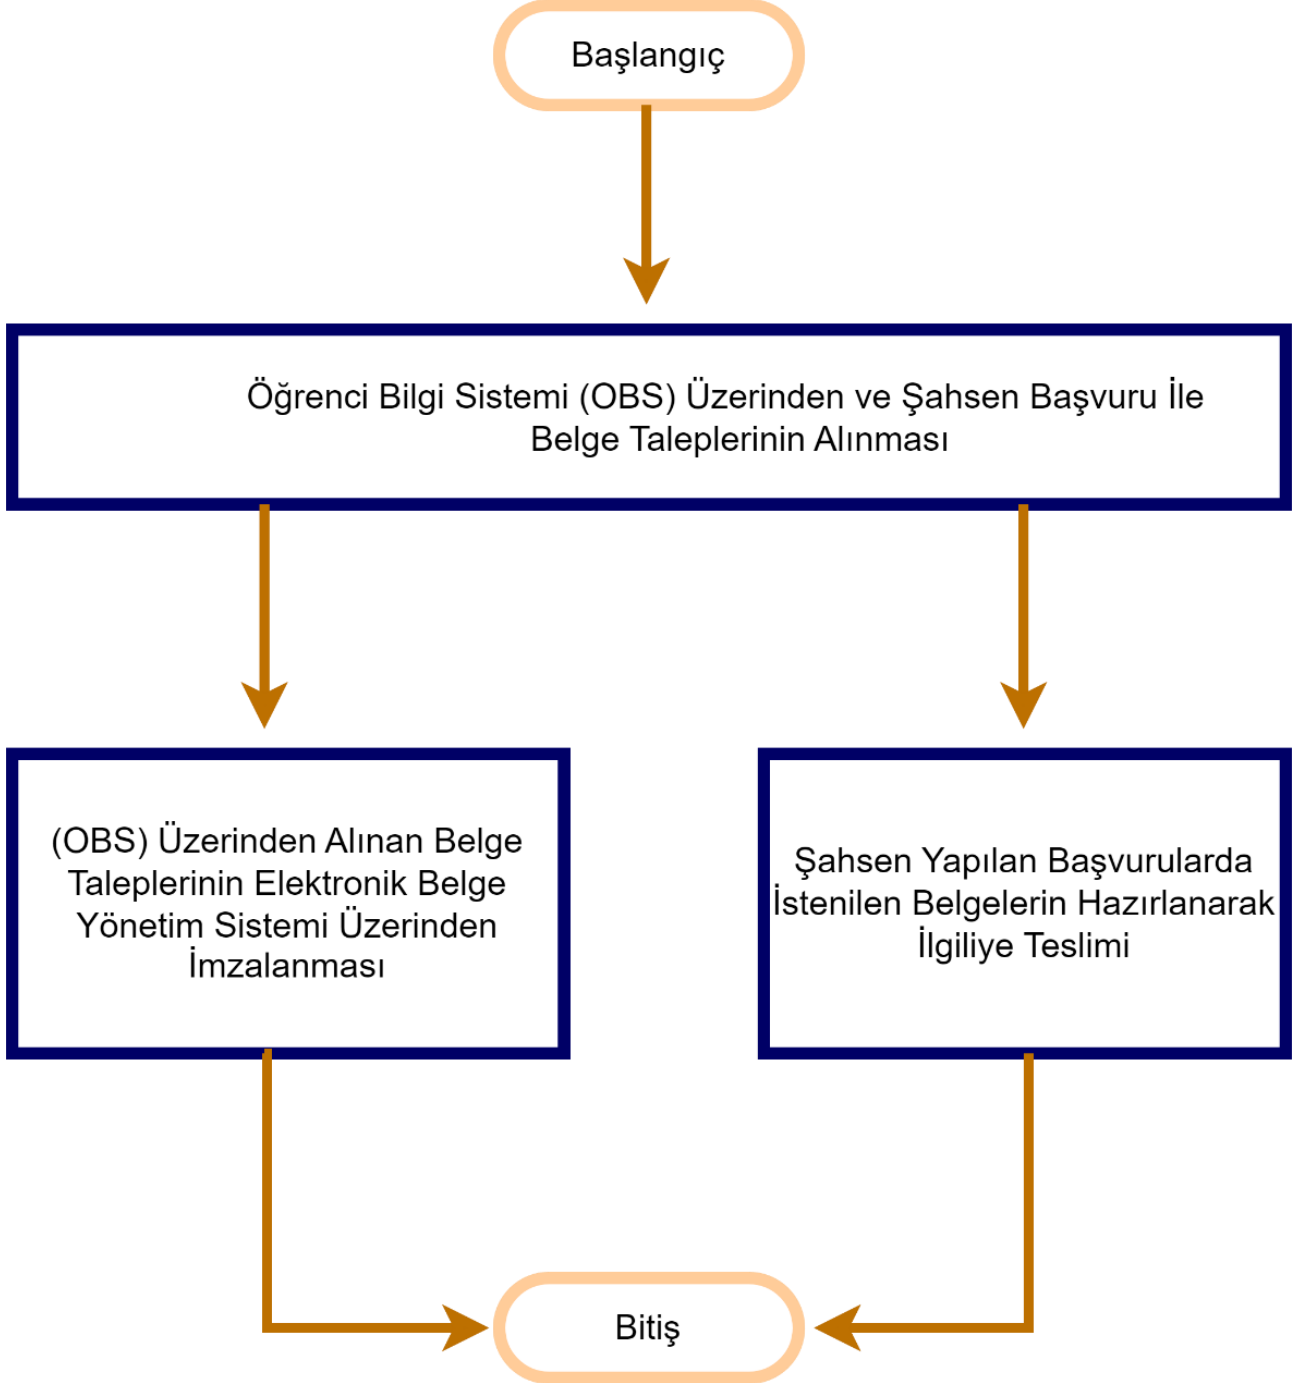 Başlangıç
Öğrenci Bilgi Sistemi (OBS) Üzerinden ve Şahsen Başvuru İle
Belge Taleplerinin Alınması
(OBS) Üzerinden Alınan Belge
Taleplerinin Elektronik Belge
Yönetim Sistemi Üzerinden
İmzalanması
Şahsen Yapılan Başvurularda
İstenilen Belgelerin Hazırlanarak
İlgiliye Teslimi
Bitiş